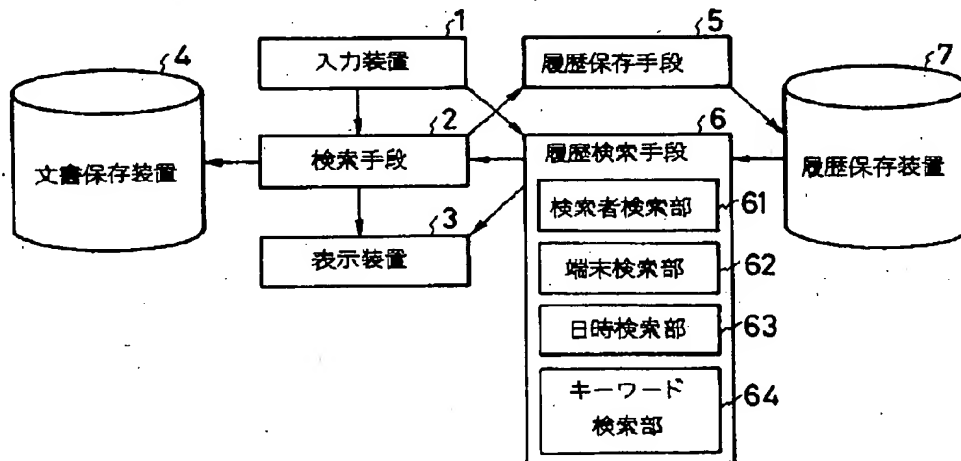 1
入力装置
5
履歴保存手段
4
文書保存装置
2
検索手段
3
表示装置
6
履歴検索手段
検索者検索部
61
端末検索部
62
日時検索部
63
キーワード
検索部
64
7
履歴保存装置